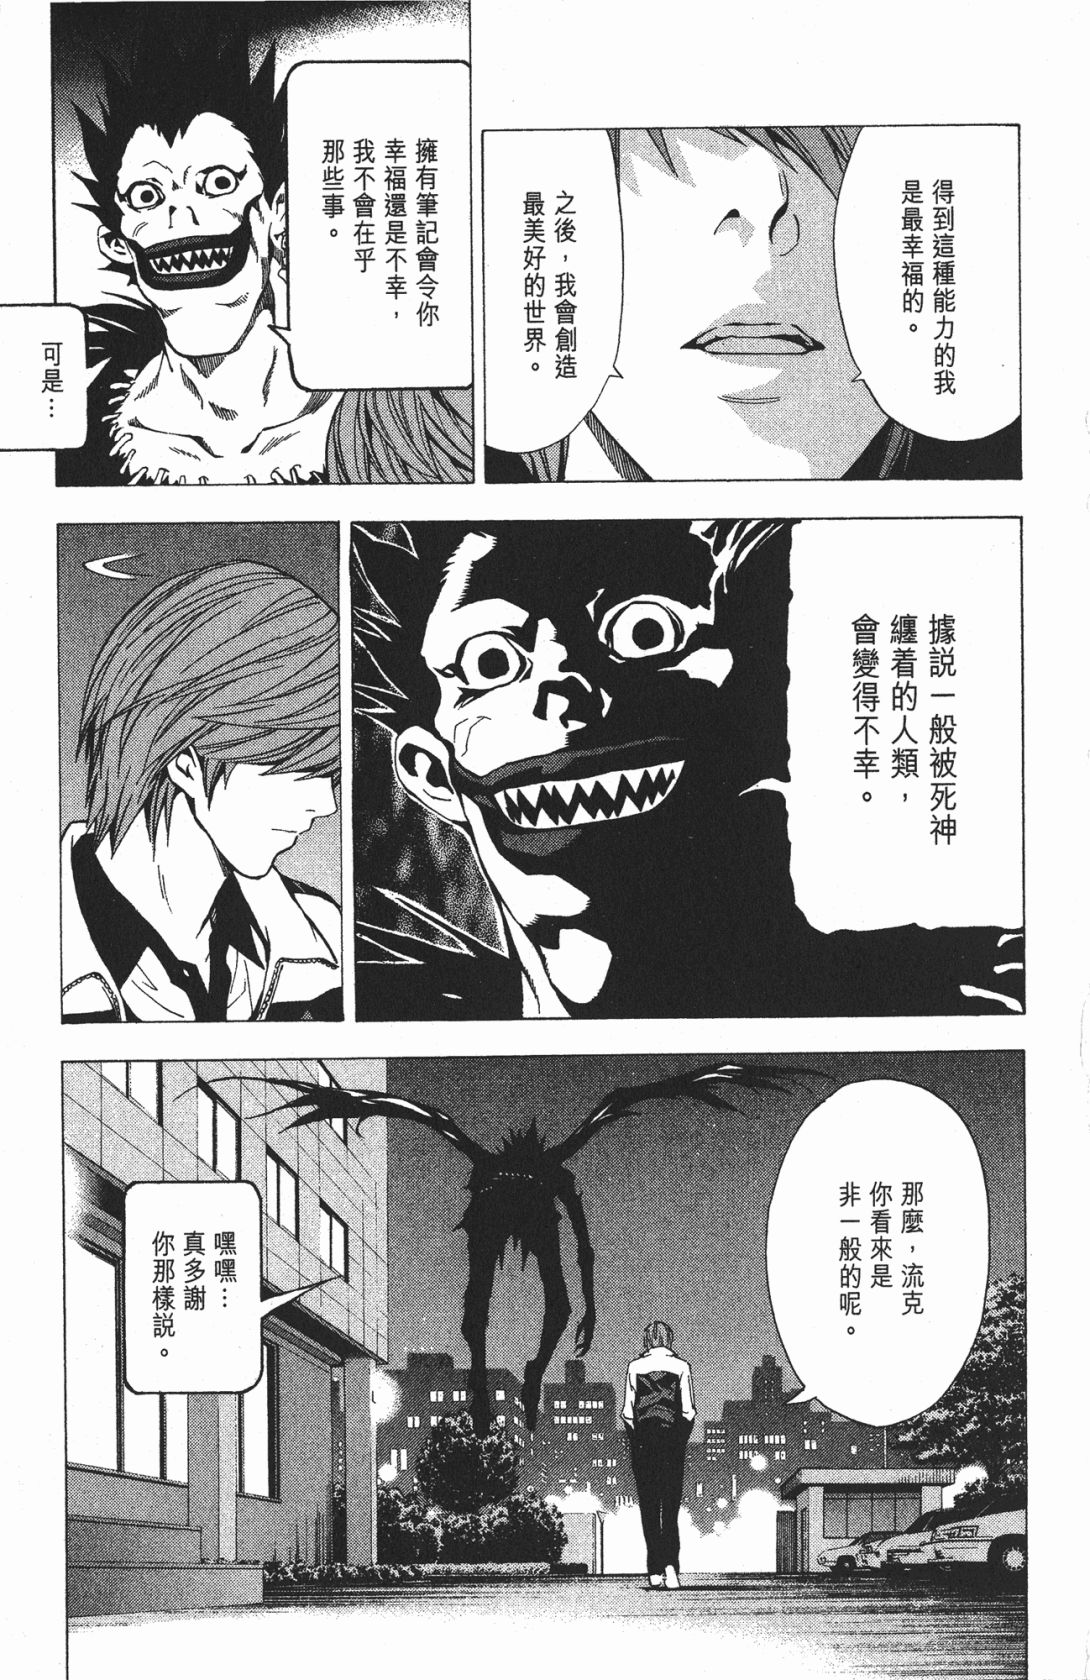 得到這種能力的我
是最幸福的。
之後，我會創造
最美好的世界。
擁有筆記會令你
幸福還是不幸，
我不會在乎
那些事。
可是…
據説一般被死神
纏着的人類，
會變得不幸。
那麼，流克
你看來是
非一般的呢。
嘿嘿…
真多謝
你那樣説。